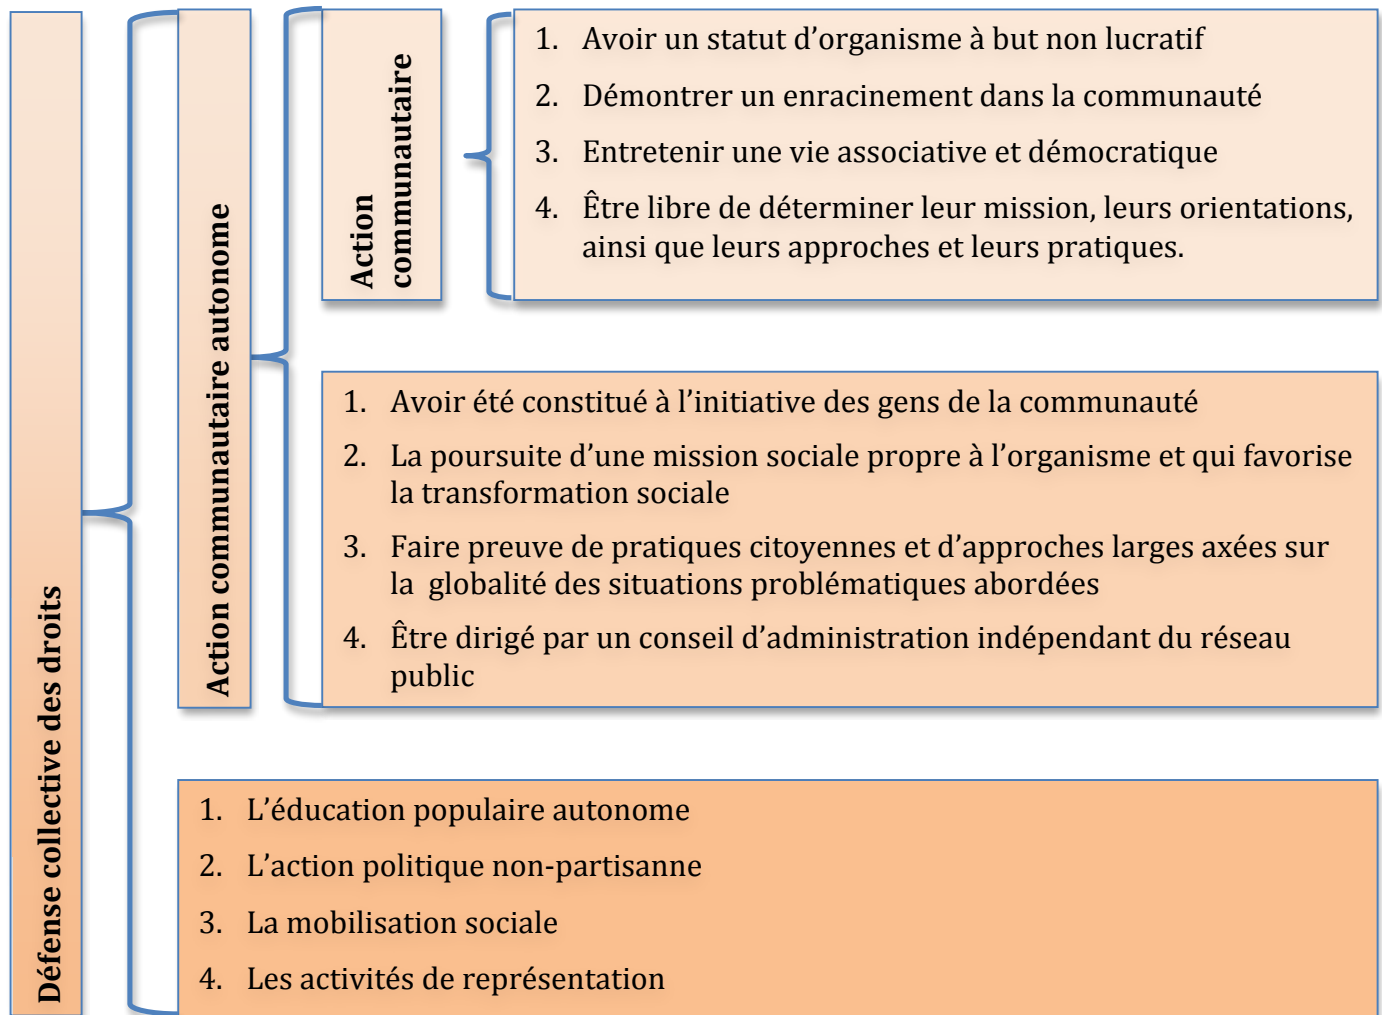 Défense collective des droits
Action communautaire autonome
Action
communautaire
1. Avoir un statut d’organisme à but non lucratif
2. Démontrer un enracinement dans la communauté
3. Entretenir une vie associative et démocratique
4. Être libre de déterminer leur mission, leurs orientations,
ainsi que leurs approches et leurs pratiques.
1. Avoir été constitué à l’initiative des gens de la communauté
2. La poursuite d’une mission sociale propre à l’organisme et qui favorise
la transformation sociale
3. Faire preuve de pratiques citoyennes et d’approches larges axées sur
la globalité des situations problématiques abordées
4. Être dirigé par un conseil d’administration indépendant du réseau
public
1. L’éducation populaire autonome
2. L’action politique non-partisanne
3. La mobilisation sociale
4. Les activités de représentation